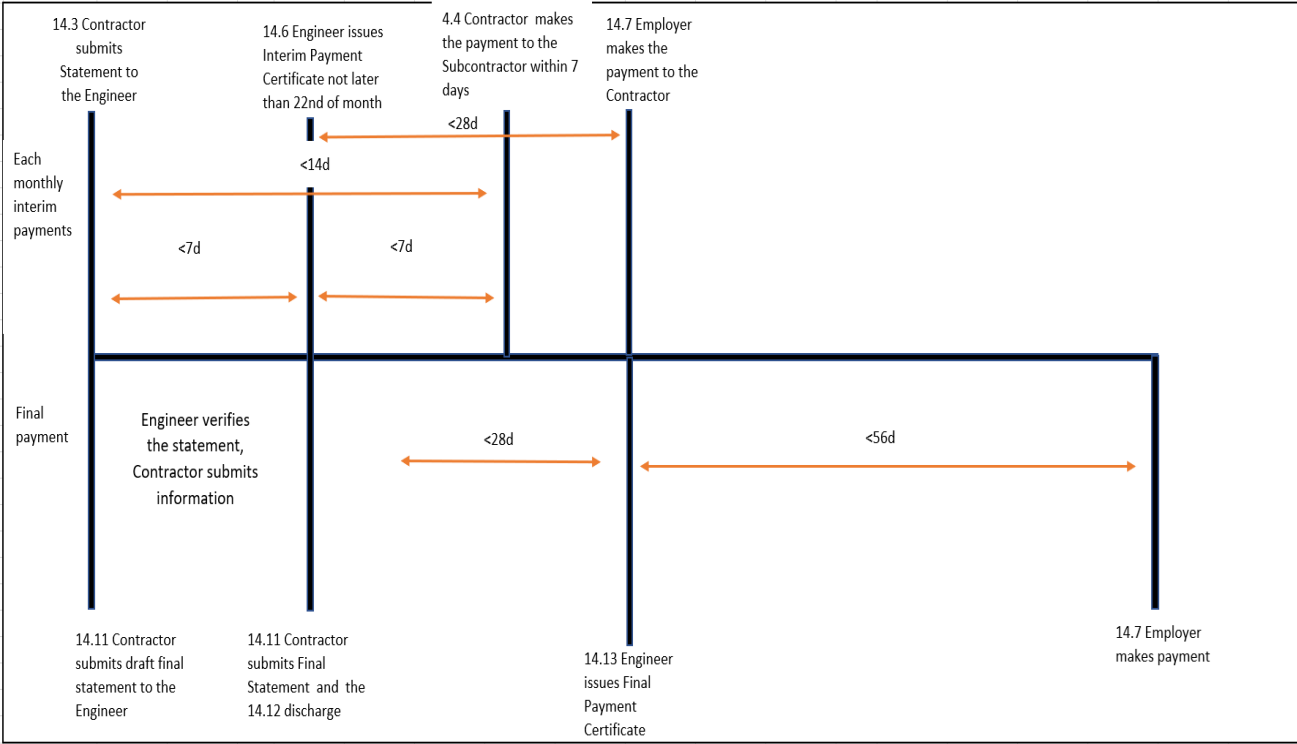 14.3 Contractor
submits
Statement to
the Engineer
14.6 Engineer issues
Interim Payment
Certificate not later
than 22nd of month
4.4 Contractor makes
the payment to the
Subcontractor within 7
days
14.7 Employer
makes the
payment to the
Contractor
<28d
Each
monthly
interim
payments
<14d
<7d
<7d
Final
payment
Engineer verifies
the statement,
Contractor submits
information
<28d
<56d
14.11 Contractor
submits draft final
statement to the
Engineer
14.11 Contractor
submits Final
Statement and the
14.12 discharge
14.13 Engineer
issues Final
Payment
Certificate
14.7 Employer
makes payment